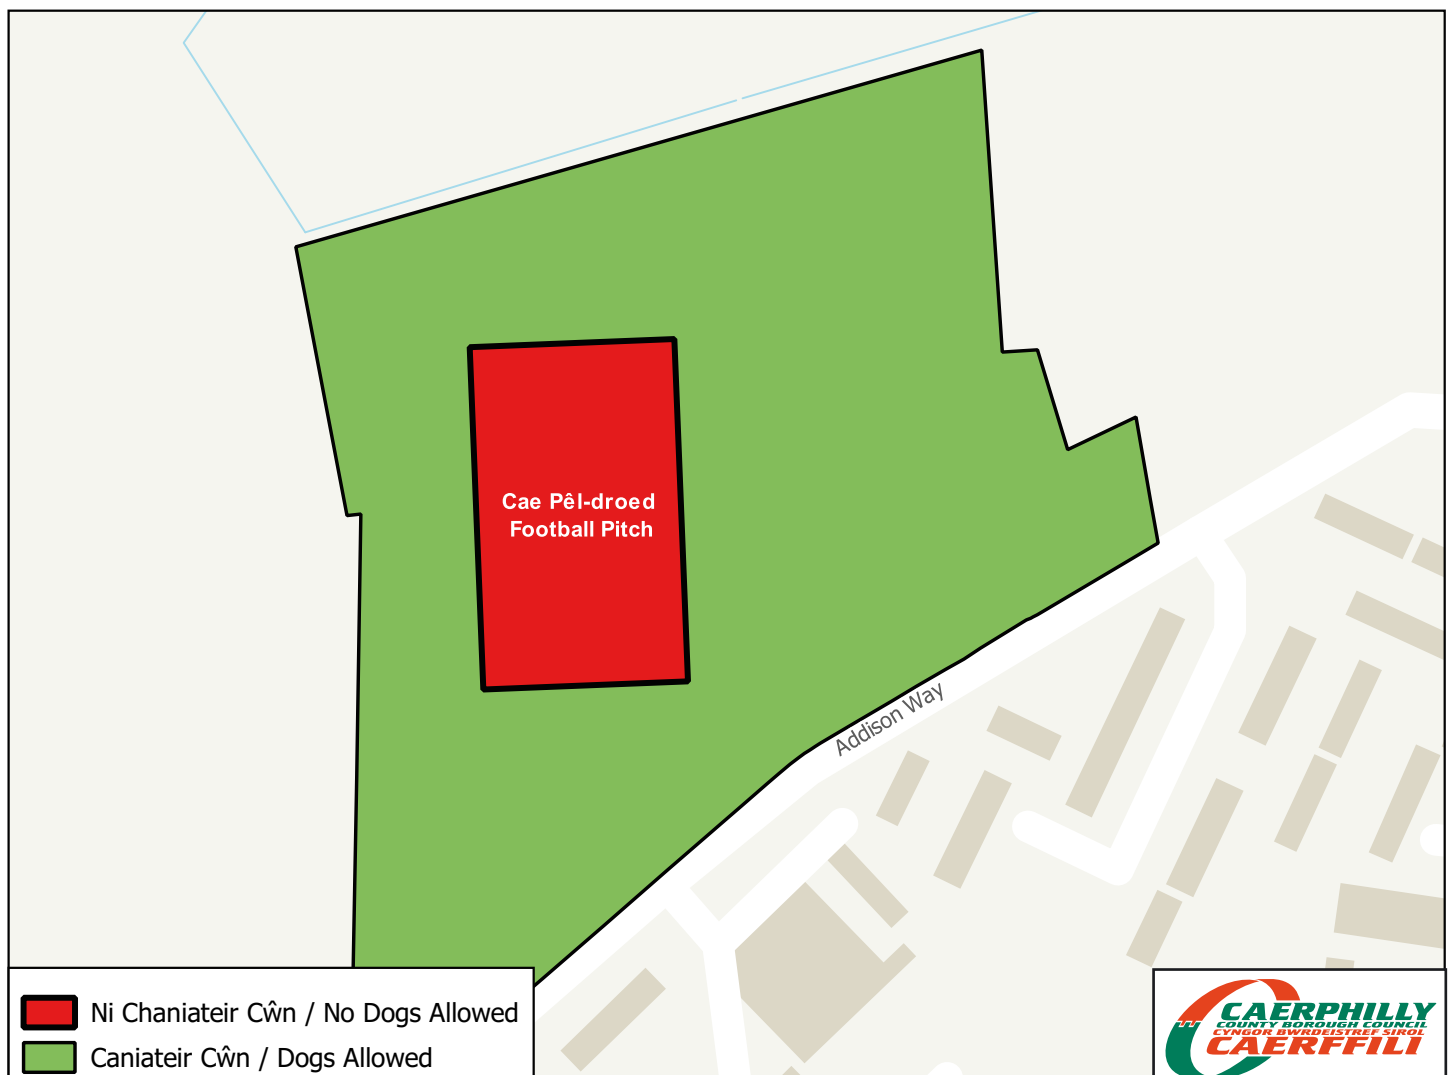 Cae Pêl-droed
Football Pitch
Addison Way
Ni Chaniateir Cŵn / No Dogs Allowed
Caniateir Cŵn / Dogs Allowed
CAERPHILLY
COUNTY BOROUGH COUNCIL
CYNGOR BWRDEISTREF SIROL
CAERFFILI